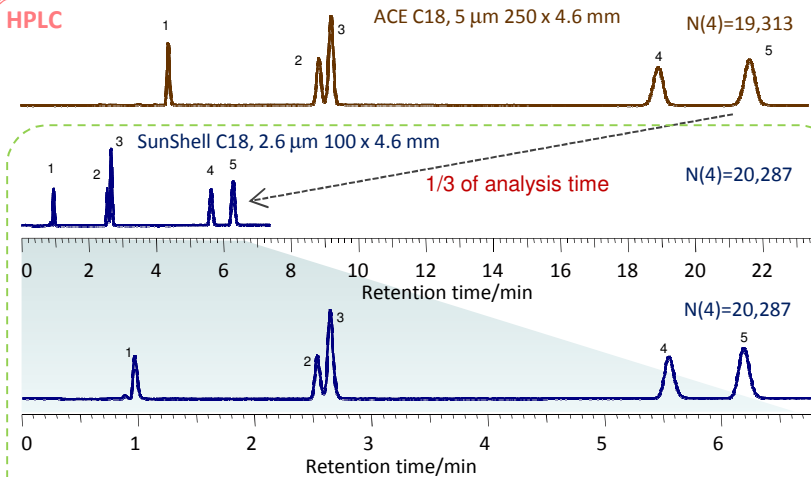 HPLC
ACE C18, 5 µm 250 x 4.6 mm
N(4)=19,313
1
2
3
4
5
SunShell C18, 2.6 µm 100 x 4.6 mm
1/3 of analysis time
N(4)=20,287
1
2
3
4
5
0 2 4 6 8 10 12 14 16 18 20 22
Retention time/min
N(4)=20,287
1
2
3
4
5
0 1 2 3 4 5 6
Retention time/min